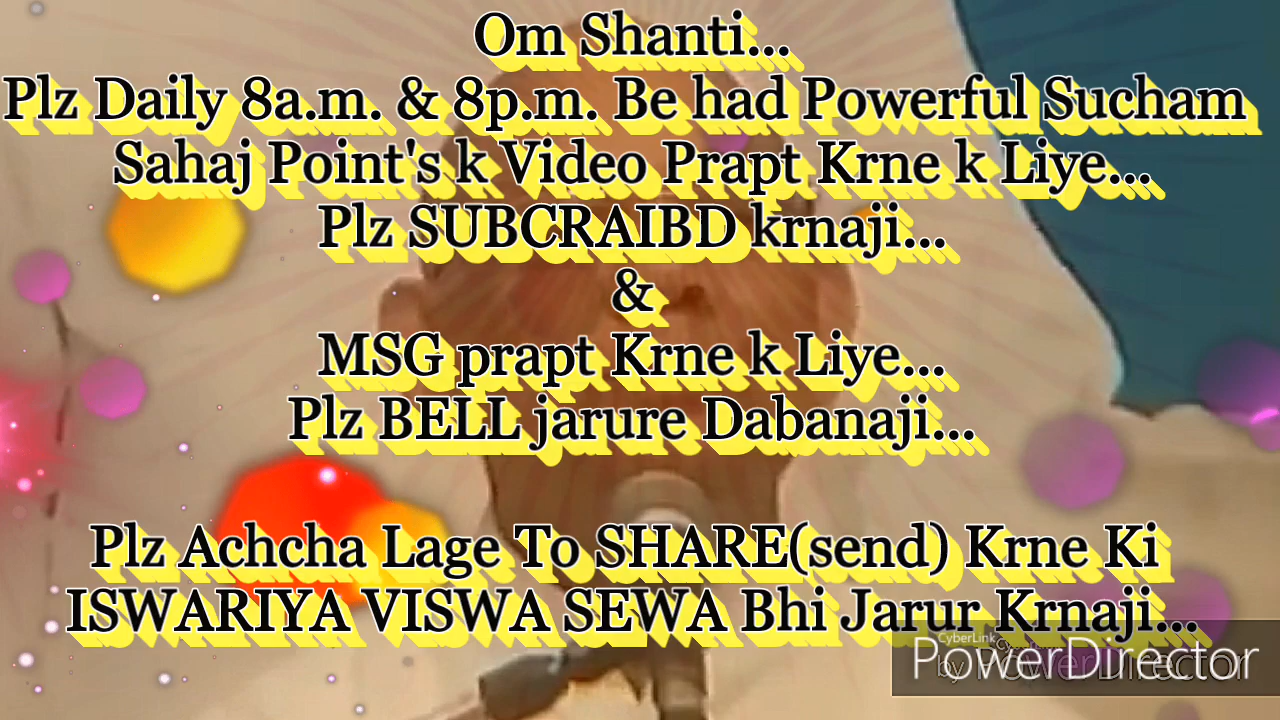 Om Shanti...
Plz Daily 8a.m. & 8p.m. Be had Powerful Sucham
Sahaj Point's k Video Prapt Krne k Liye...
Plz SUBCRAIBD krnaji...
&
MSG prapt Krne k Liye...
Plz BELL jarure Dabanaji...
Plz Achcha Lage To SHARE(send) Krne Ki
ISWARIYA VISWA SEWA Bhi Jarur Krnaji...
CyberLink
by PowerDirector
PowerDirector